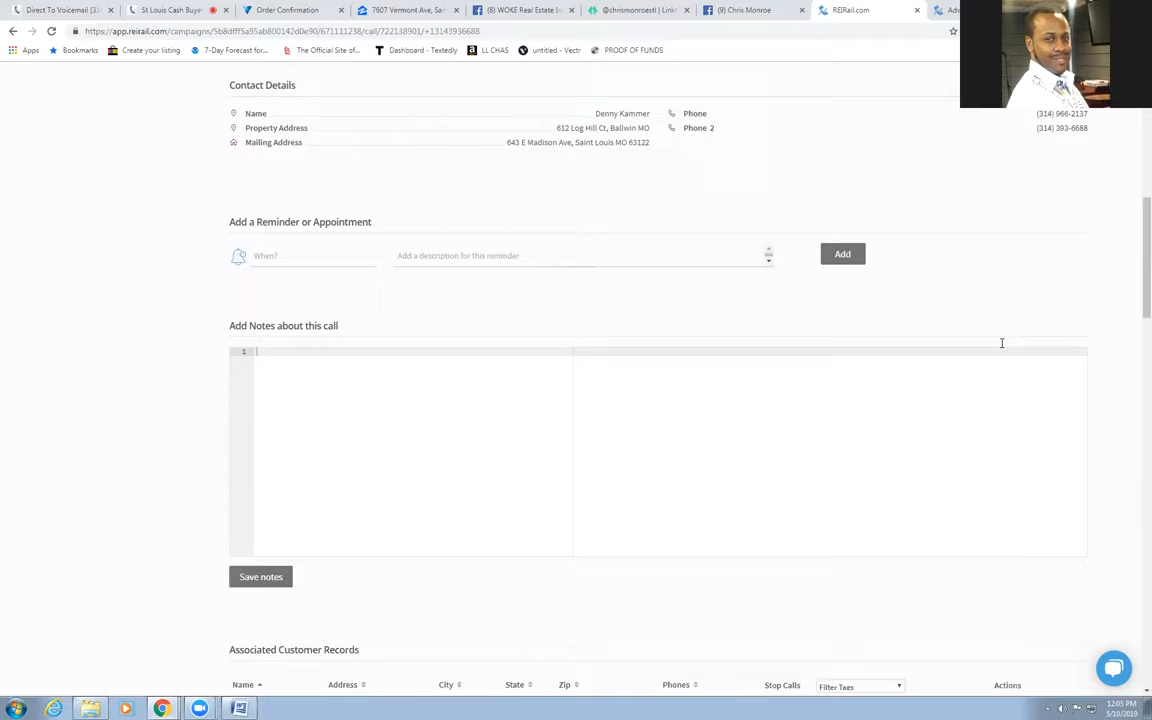 Direct To Voicemail (31
St Louis Cash Buye
Order Confirmation
7607 Vermont Ave, Sa
(8) WOKE Real Estate In
@chrismonroestl | Link
(9) Chris Monroe
REIRail.com
Adv
https://app.reirail.com/campaigns/5b8dfff5a95ab800142d0e90/671111238/call/722138901/+13143936688
Apps
Bookmarks
Create your listing
7-Day Forecast for...
The Official Site of...
Dashboard - Textedly
LL CHAS
untitled - Vectr
PROOF OF FUNDS
Contact Details
Name Denny Kammer Phone (314) 966-2137
Property Address 612 Log Hill Ct, Ballwin MO Phone 2 (314) 393-6688
Mailing Address 643 E Madison Ave, Saint Louis MO 63122
Add a Reminder or Appointment
When? Add a description for this reminder Add
Add Notes about this call
1
Save notes
Associated Customer Records
Name Address City State Zip Phones Stop Calls Filter Tags Actions
12:05 PM
5/10/2019